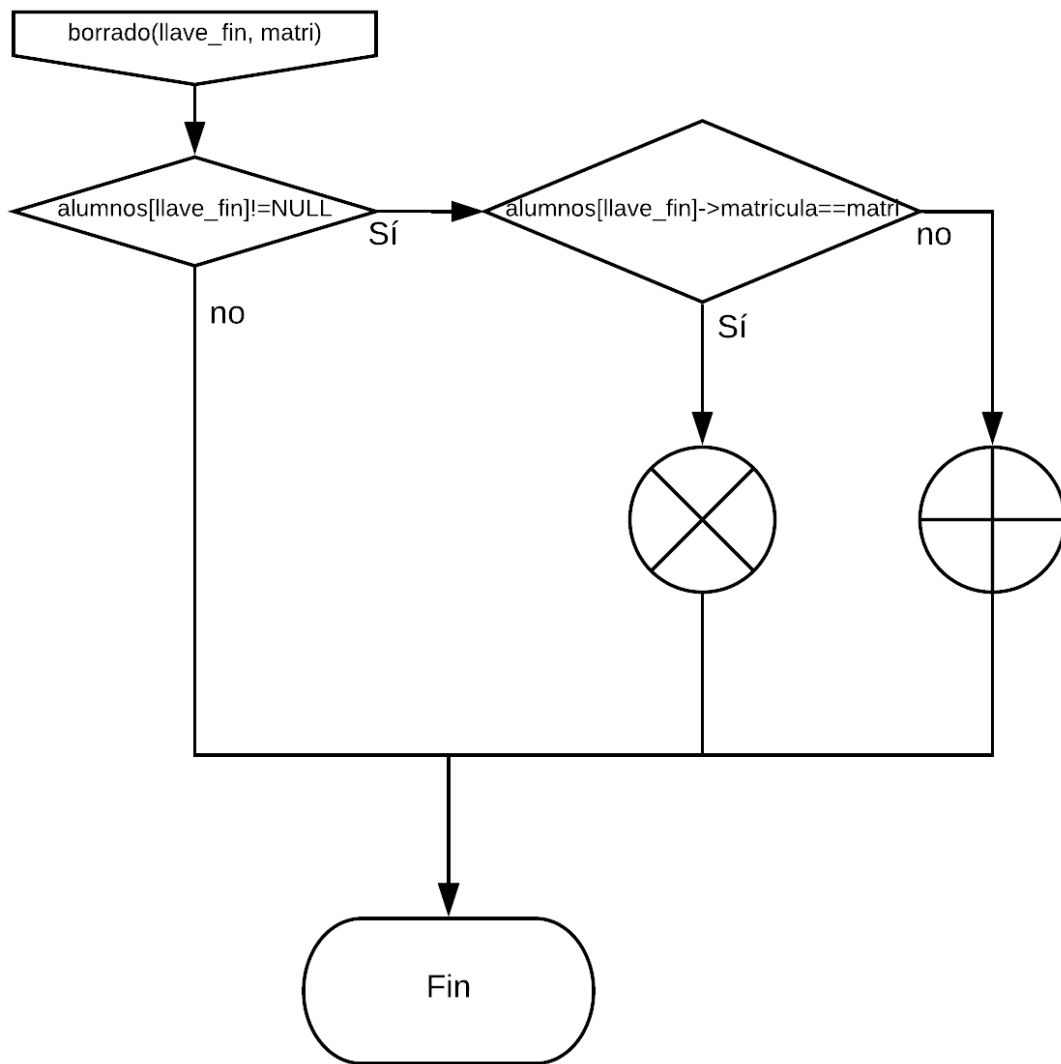 borrado(llave_fin, matri)
alumnos[llave_fin]!=NULL
Sí
no
alumnos[llave_fin]->matricula==matri
no
Sí
Fin